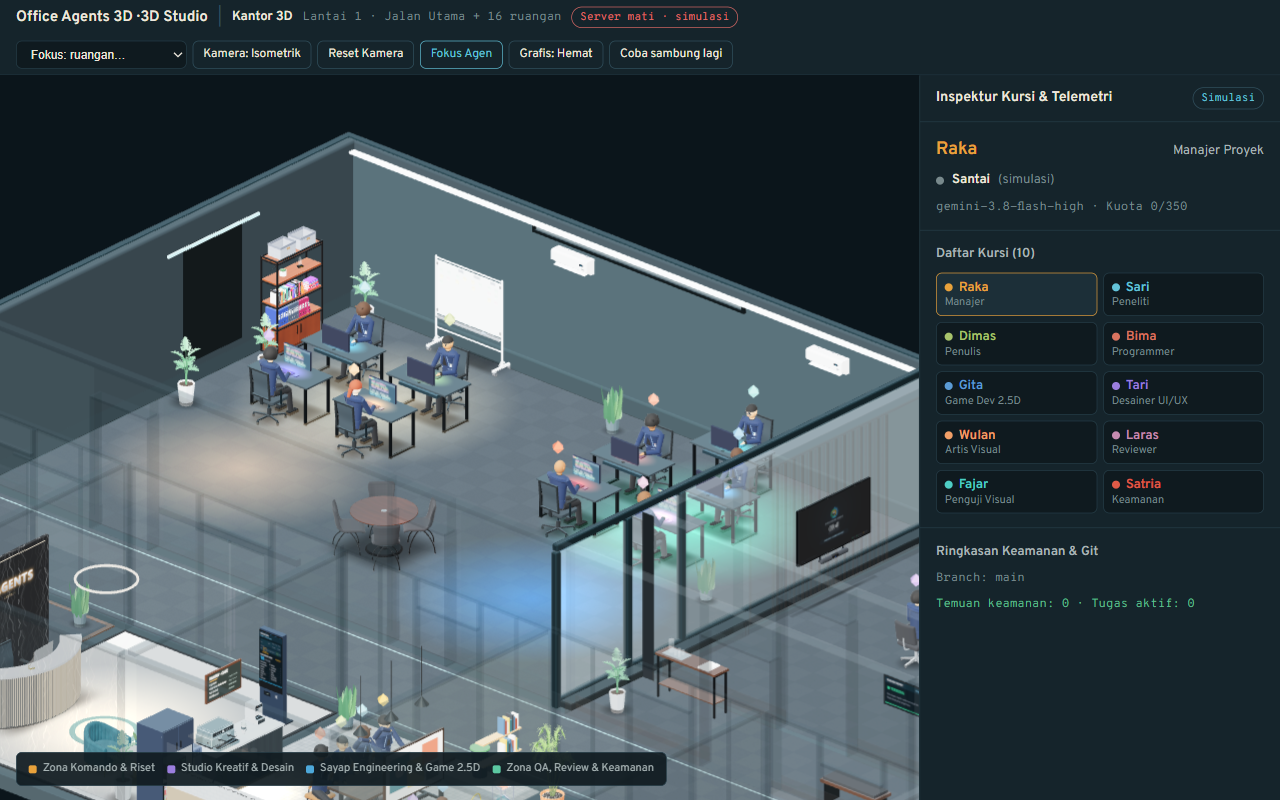 Office Agents 3D ·3D Studio
Kantor 3D
Lantai 1 · Jalan Utama + 16 ruangan
Server mati · simulasi
Fokus: ruangan...
Kamera: Isometrik
Reset Kamera
Fokus Agen
Grafis: Hemat
Coba sambung lagi
Inspektur Kursi & Telemetri
Simulasi
Raka
Manajer Proyek
Santai (simulasi)
gemini-3.8-flash-high · Kuota 0/350
Daftar Kursi (10)
Raka
Manajer
Sari
Peneliti
Dimas
Penulis
Bima
Programmer
Gita
Game Dev 2.5D
Tari
Desainer UI/UX
Wulan
Artis Visual
Laras
Reviewer
Fajar
Penguji Visual
Satria
Keamanan
Ringkasan Keamanan & Git
Branch: main
Temuan keamanan: 0 · Tugas aktif: 0
AGENTS
Zona Komando & Riset
Studio Kreatif & Desain
Sayap Engineering & Game 2.5D
Zona QA, Review & Keamanan